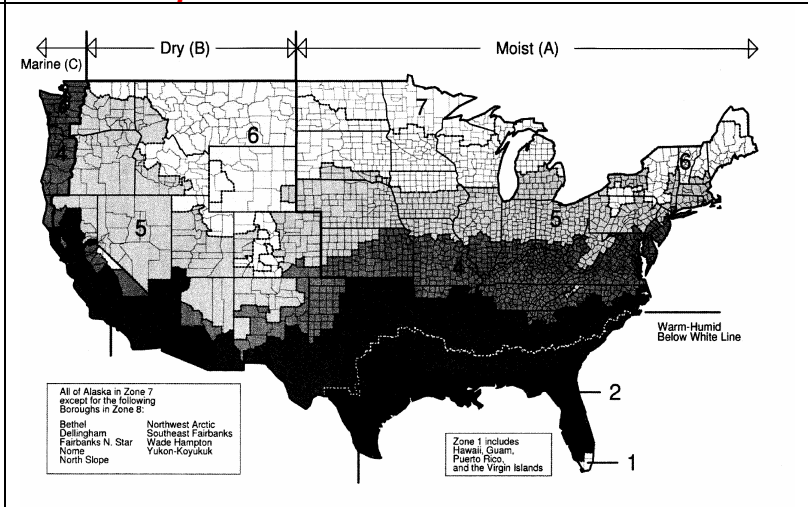 Marine (C)
Dry (B)
Moist (A)
7
6
6
4
5
5
4
Warm-Humid
Below White Line
2
1
All of Alaska in Zone 7
except for the following
Boroughs in Zone 8:
Bethel
Dellingham
Fairbanks N. Star
Nome
North Slope
Northwest Arctic
Southeast Fairbanks
Wade Hampton
Yukon-Koyukuk
Zone 1 includes
Hawaii, Guam,
Puerto Rico,
and the Virgin Islands